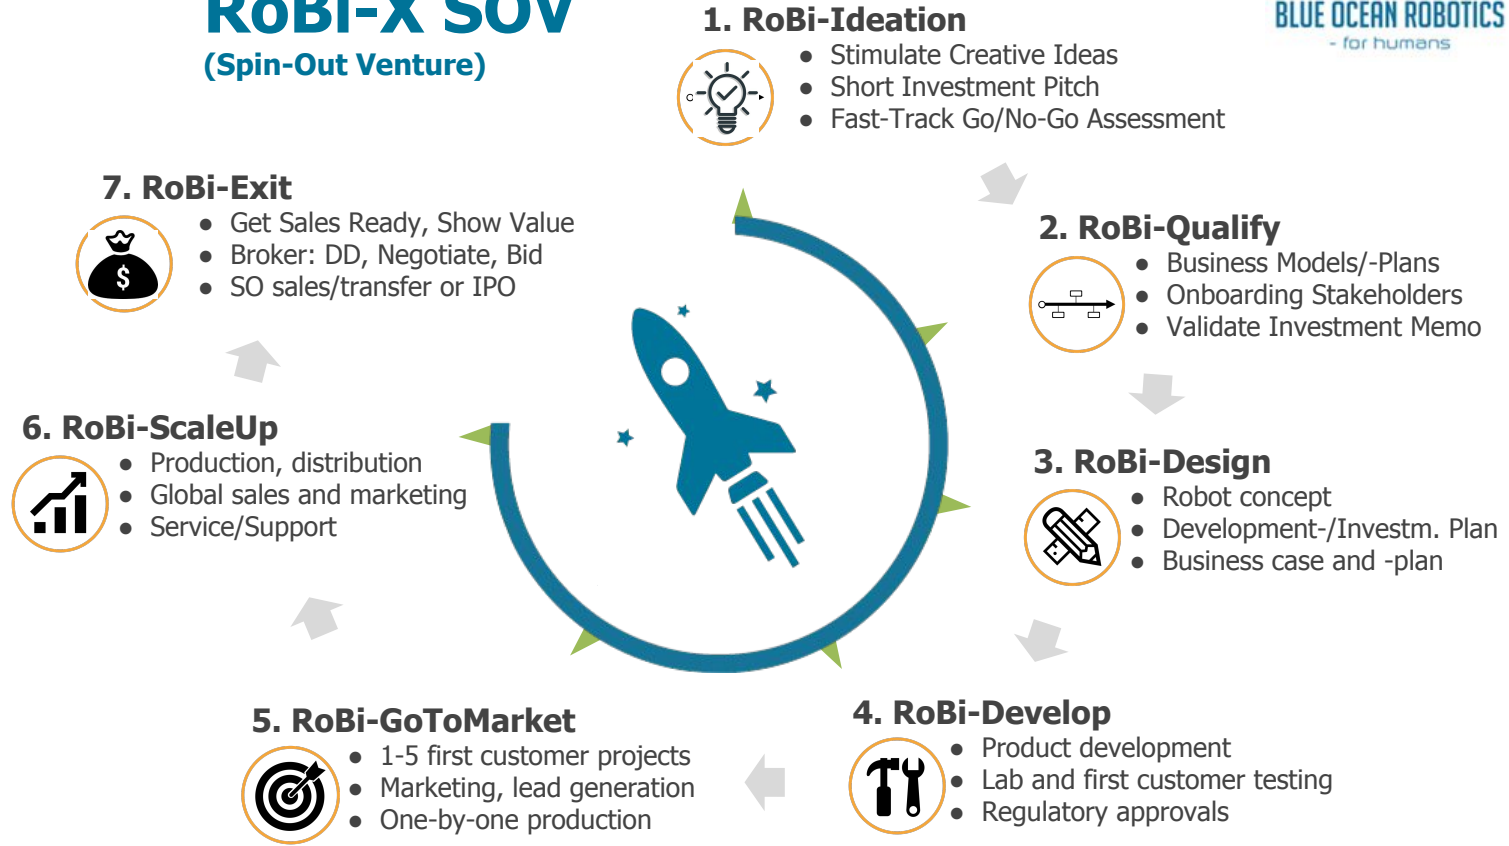 RoBi-X SOV
(Spin-Out Venture)
BLUE OCEAN ROBOTICS
- for humans
1. RoBi-Ideation
● Stimulate Creative Ideas
● Short Investment Pitch
● Fast-Track Go/No-Go Assessment
2. RoBi-Qualify
● Business Models/-Plans
● Onboarding Stakeholders
● Validate Investment Memo
3. RoBi-Design
● Robot concept
● Development-/Investm. Plan
● Business case and -plan
4. RoBi-Develop
● Product development
● Lab and first customer testing
● Regulatory approvals
5. RoBi-GoToMarket
● 1-5 first customer projects
● Marketing, lead generation
● One-by-one production
6. RoBi-ScaleUp
● Production, distribution
● Global sales and marketing
● Service/Support
7. RoBi-Exit
● Get Sales Ready, Show Value
● Broker: DD, Negotiate, Bid
● SO sales/transfer or IPO
$